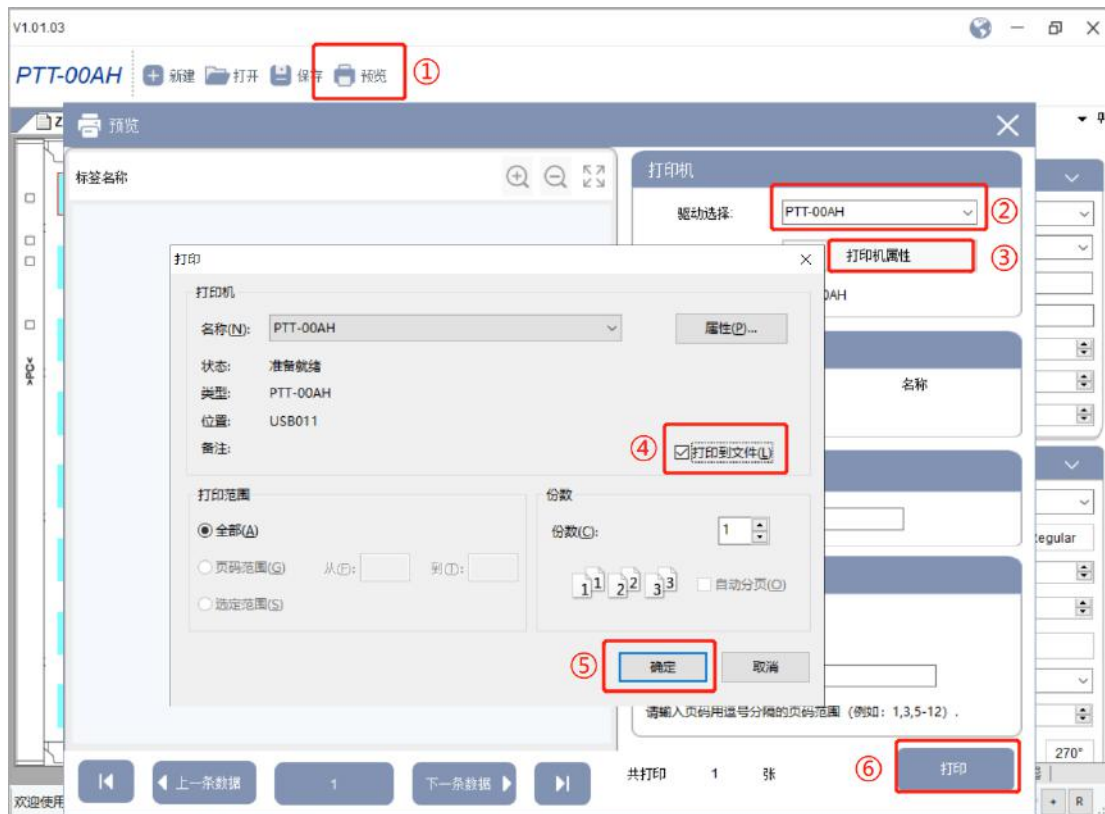 V1.01.03
PTT-00AH 新建 打开 保存 预览 ①
预览
标签名称
打印机
驱动选择: PTT-00AH ②
打印机属性 ③
打印
打印机
名称(N): PTT-00AH 属性(P)...
状态: 准备就绪
类型: PTT-00AH
位置: USB011
备注:
④ 打印到文件(L)
名称
打印范围
全部(A)
页码范围(G) 从(F): 到(T):
选定范围(S)
份数
份数(C): 1
1 1 2 2 3 3 自动分页(O)
⑤ 确定 取消
请输入页码用逗号分隔的页码范围（例如：1,3,5-12）.
上一条数据 1 下一条数据
共打印 1 张
⑥ 打印
>PC<
270°
欢迎使用
+ R